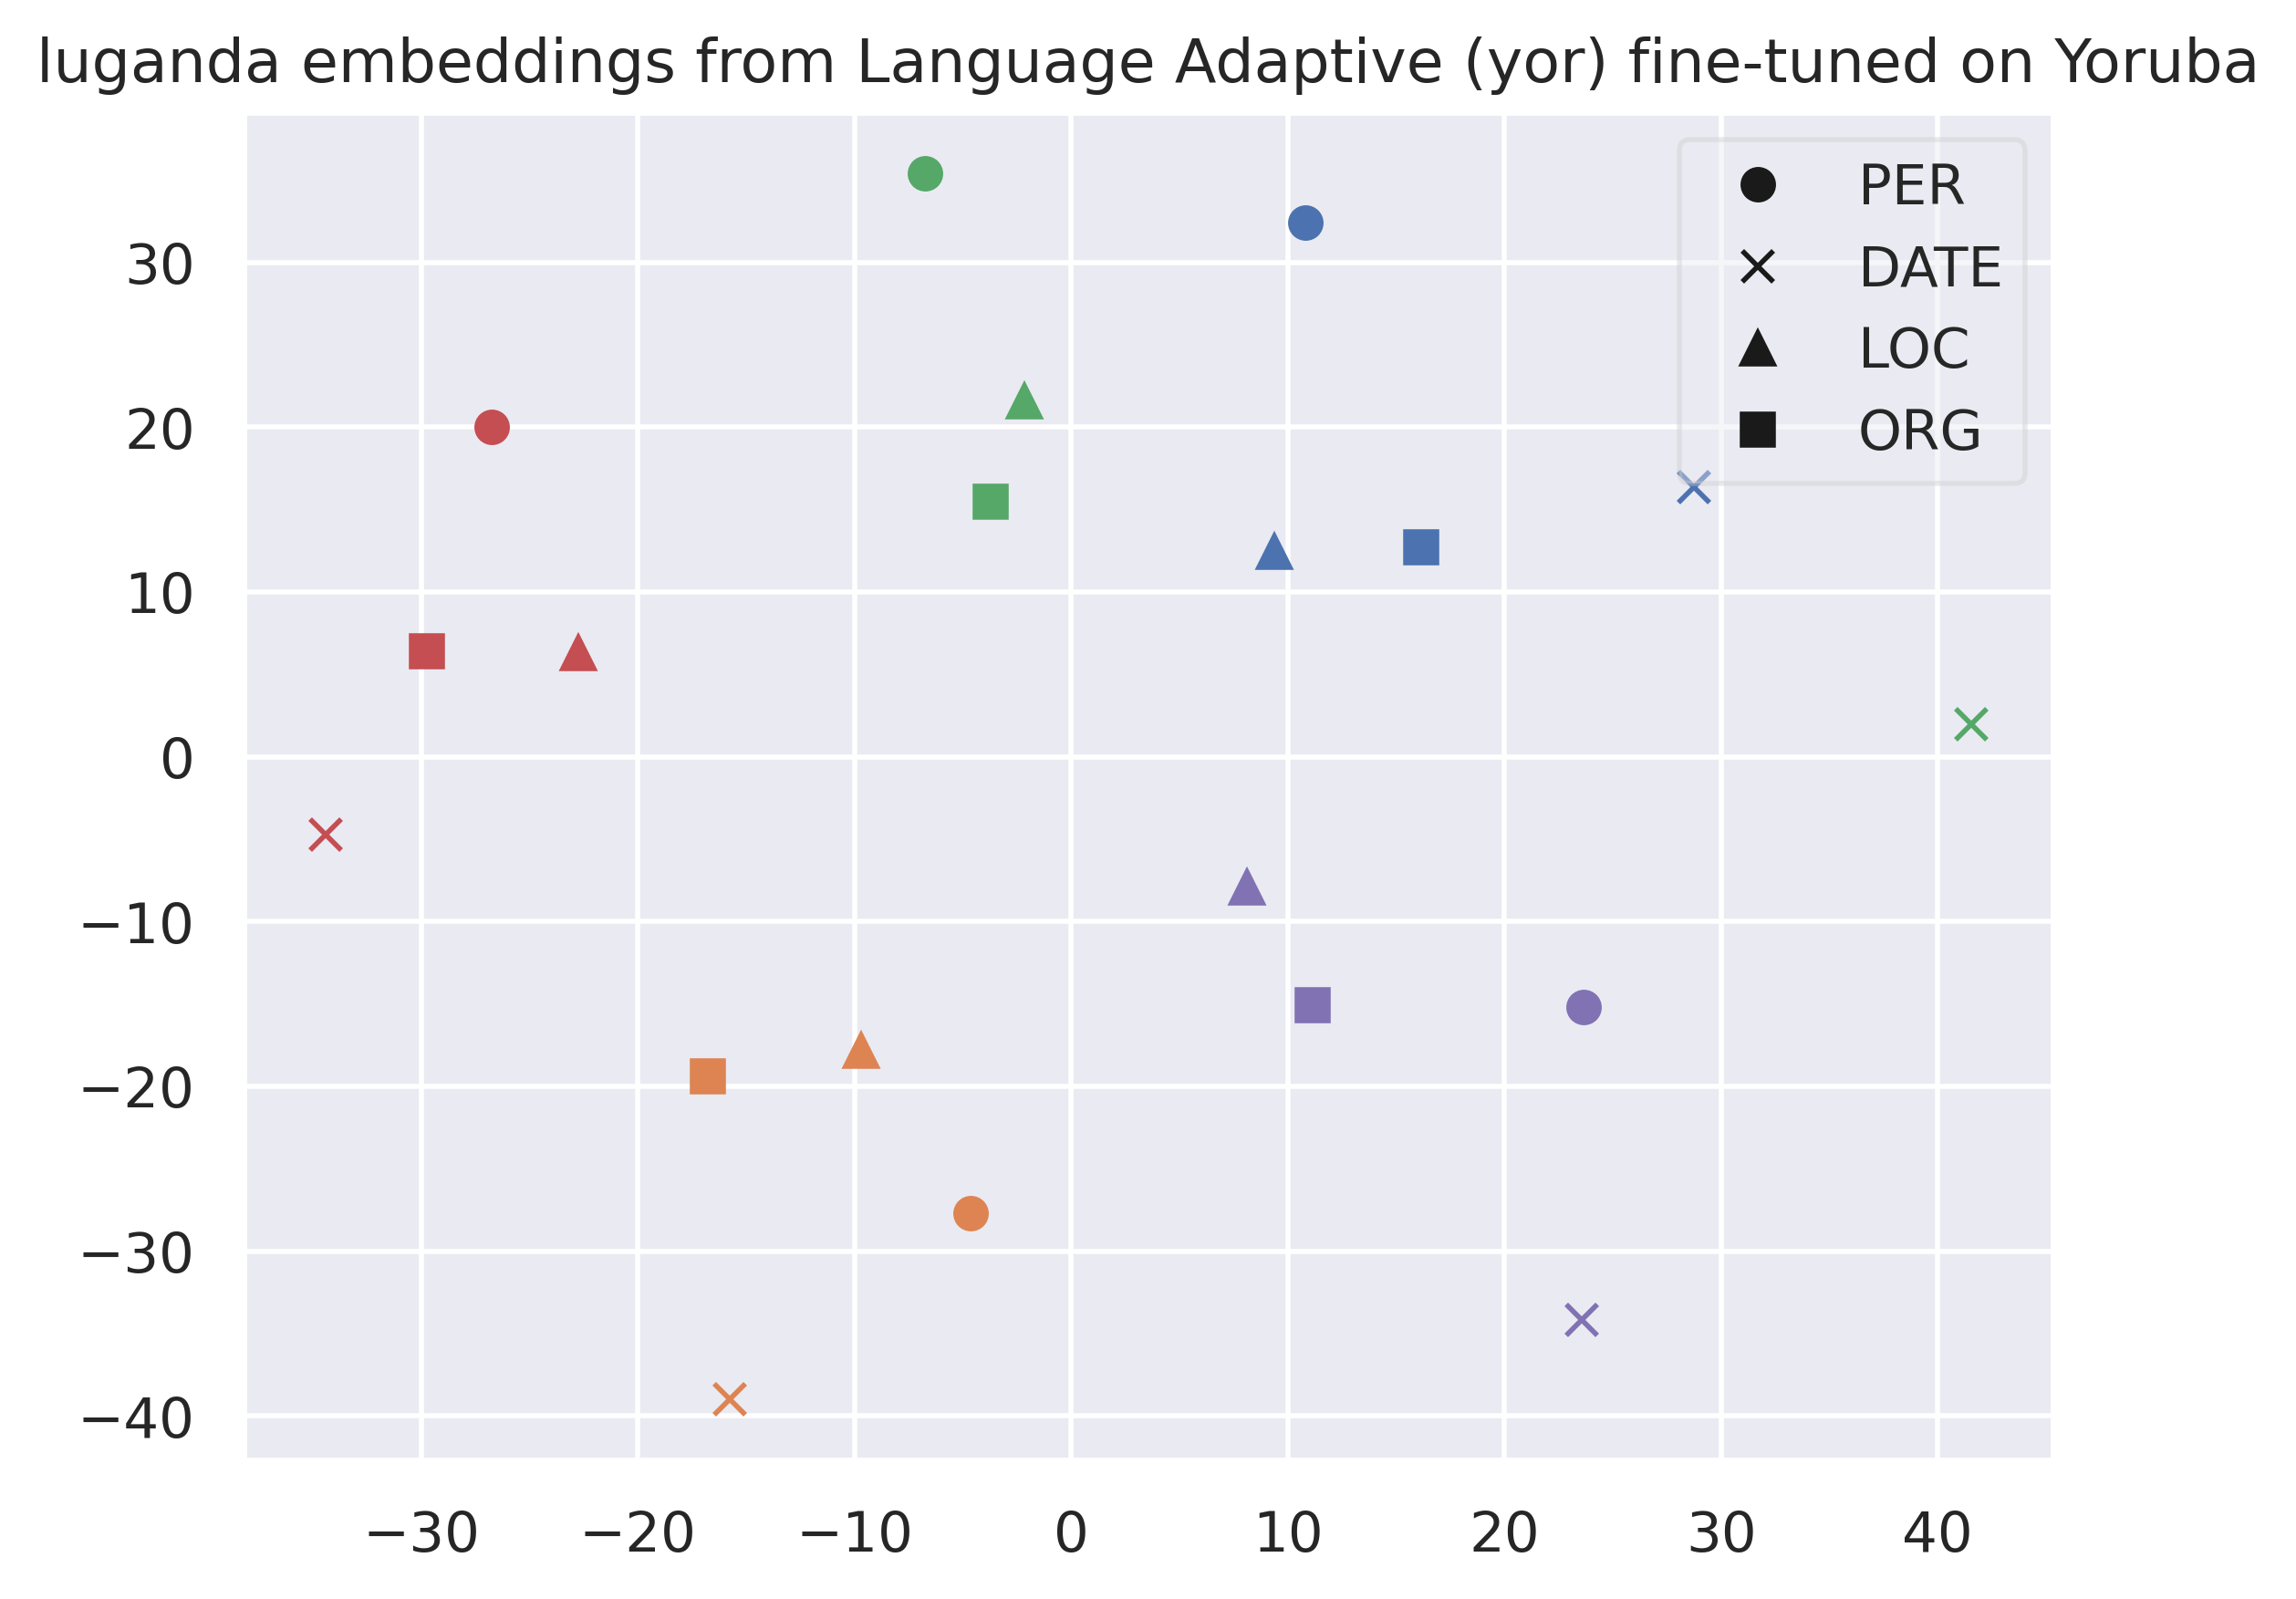 luganda embeddings from Language Adaptive (yor) fine-tuned on Yoruba
PER
DATE
LOC
ORG
30
20
10
0
−10
−20
−30
−40
−30 −20 −10 0 10 20 30 40